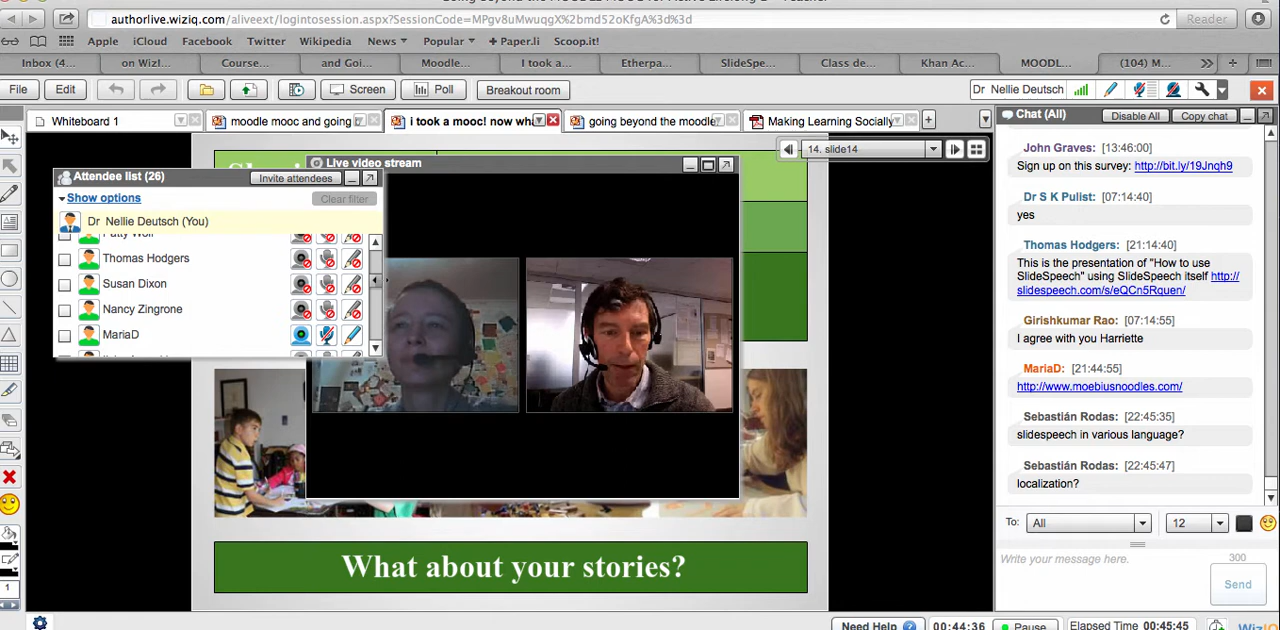 authorlive.wiziq.com/aliveext/logintosession.aspx?SessionCode=MPgv8uMwuqgX%2bmd52oKfgA%3d%3d
Reader
Apple iCloud Facebook Twitter Wikipedia News Popular + Paper.li Scoop.it!
Inbox (4... on WizI... Course... and Goi... Moodle... I took a... Etherpa... SlideSpe... Class de... Khan Ac... MOODL... (104) M...
File Edit Screen Poll Breakout room Dr Nellie Deutsch
Whiteboard 1 moodle mooc and going i took a mooc! now wha going beyond the moodle Making Learning Socially
14. slide14
Live video stream
Attendee list (26) Invite attendees
Show options Clear filter
Dr Nellie Deutsch (You)
Patty Wolf
Thomas Hodgers
Susan Dixon
Nancy Zingrone
MariaD
What about your stories?
Chat (All) Disable All Copy chat
John Graves: [13:46:00]
Sign up on this survey: http://bit.ly/19Jnqh9
Dr S K Pulist: [07:14:40]
yes
Thomas Hodgers: [21:14:40]
This is the presentation of "How to use
SlideSpeech" using SlideSpeech itself http://
slidespeech.com/s/eQCn5Rquen/
Girishkumar Rao: [07:14:55]
I agree with you Harriette
MariaD: [21:44:55]
http://www.moebiusnoodles.com/
Sebastián Rodas: [22:45:35]
slidespeech in various language?
Sebastián Rodas: [22:45:47]
localization?
To: All 12
Write your message here. 300
Send
1
Need Help ? 00:44:36 Pause Elapsed Time 00:45:45 WizIQ